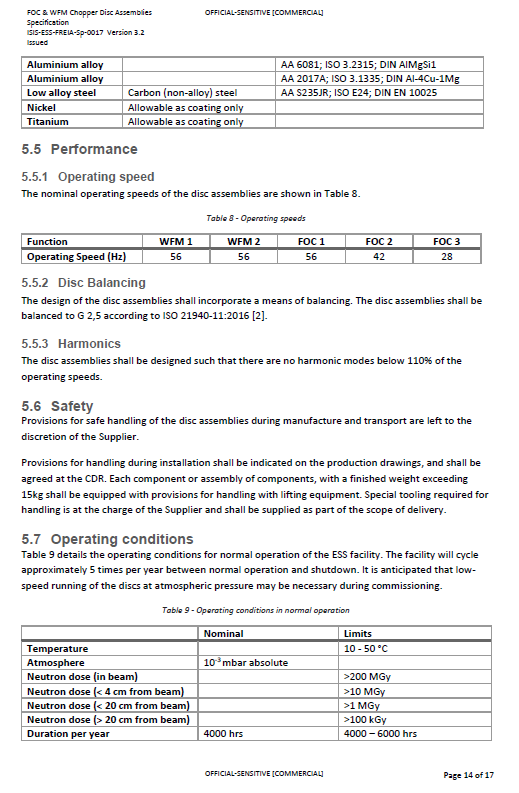 FOC & WFM Chopper Disc Assemblies OFFICIAL-SENSITIVE [COMMERCIAL]
Specification
ISIS-ESS-FREIA-Sp-0017 Version 3.2
Issued
Aluminium alloy AA 6081; ISO 3.2315; DIN AlMgSi1
Aluminium alloy AA 2017A; ISO 3.1335; DIN Al-4Cu-1Mg
Low alloy steel Carbon (non-alloy) steel AA S235JR; ISO E24; DIN EN 10025
Nickel Allowable as coating only
Titanium Allowable as coating only
5.5 Performance
5.5.1 Operating speed
The nominal operating speeds of the disc assemblies are shown in Table 8.
Table 8 - Operating speeds
Function WFM 1 WFM 2 FOC 1 FOC 2 FOC 3
Operating Speed (Hz) 56 56 56 42 28
5.5.2 Disc Balancing
The design of the disc assemblies shall incorporate a means of balancing. The disc assemblies shall be
balanced to G 2,5 according to ISO 21940-11:2016 [2].
5.5.3 Harmonics
The disc assemblies shall be designed such that there are no harmonic modes below 110% of the
operating speeds.
5.6 Safety
Provisions for safe handling of the disc assemblies during manufacture and transport are left to the
discretion of the Supplier.
Provisions for handling during installation shall be indicated on the production drawings, and shall be
agreed at the CDR. Each component or assembly of components, with a finished weight exceeding
15kg shall be equipped with provisions for handling with lifting equipment. Special tooling required for
handling is at the charge of the Supplier and shall be supplied as part of the scope of delivery.
5.7 Operating conditions
Table 9 details the operating conditions for normal operation of the ESS facility. The facility will cycle
approximately 5 times per year between normal operation and shutdown. It is anticipated that low-
speed running of the discs at atmospheric pressure may be necessary during commissioning.
Table 9 - Operating conditions in normal operation
Nominal Limits
Temperature 10 - 50 °C
Atmosphere 10⁻³ mbar absolute
Neutron dose (in beam) >200 MGy
Neutron dose (< 4 cm from beam) >10 MGy
Neutron dose (< 20 cm from beam) >1 MGy
Neutron dose (> 20 cm from beam) >100 kGy
Duration per year 4000 hrs 4000 – 6000 hrs
OFFICIAL-SENSITIVE [COMMERCIAL] Page 14 of 17